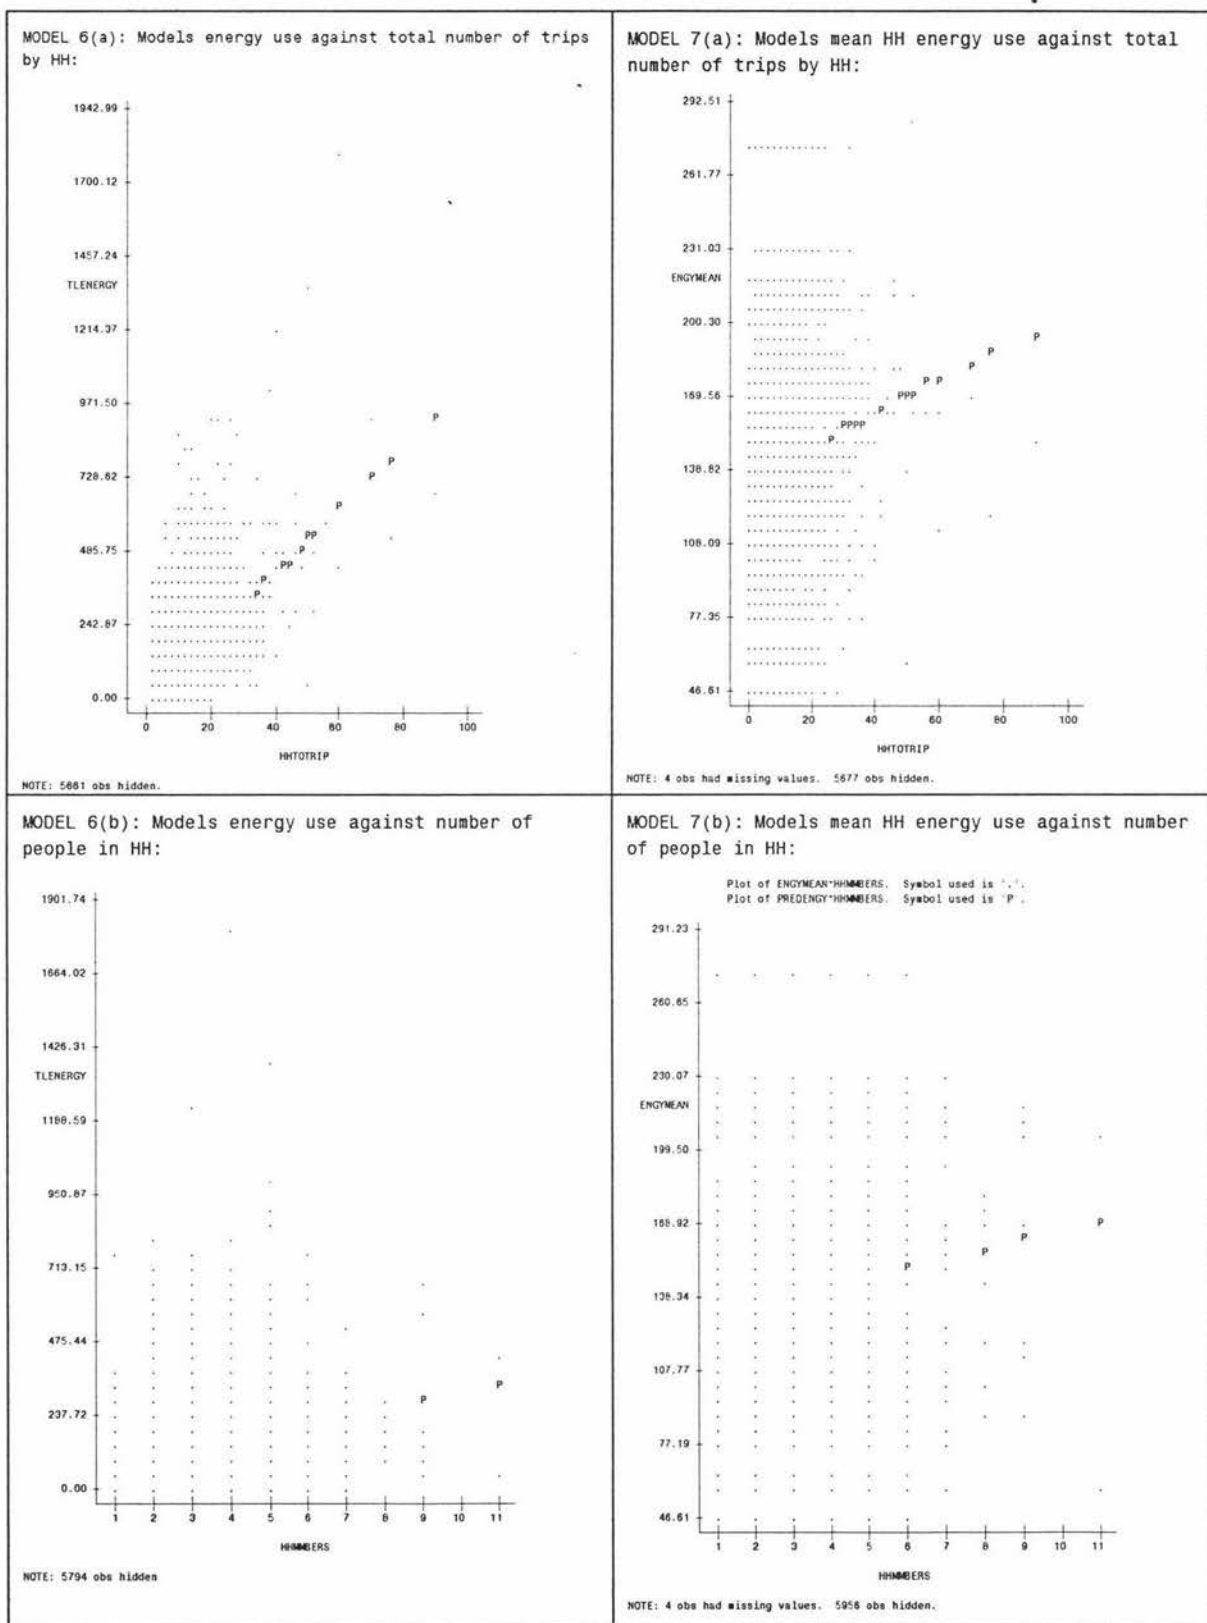 MODEL 6(a): Models energy use against total number of trips
by HH:
1942.99
1700.12
1457.24
TLENERGY
1214.37
971.50
728.62
485.75
242.87
0.00
P
P
P
P
PP
P
PP
P
P
0 20 40 60 80 100
HHTOTRIP
NOTE: 5661 obs hidden.
MODEL 7(a): Models mean HH energy use against total
number of trips by HH:
292.51
261.77
231.03
ENGYMEAN
200.30
169.56
138.82
108.09
77.35
46.61
P
P
P
P P
PPP
P
PPPP
P
0 20 40 60 80 100
HHTOTRIP
NOTE: 4 obs had missing values. 5677 obs hidden.
MODEL 6(b): Models energy use against number of
people in HH:
1901.74
1664.02
1426.31
TLENERGY
1188.59
950.87
713.15
475.44
237.72
0.00
P
P
1 2 3 4 5 6 7 8 9 10 11
HHMMBERS
NOTE: 5794 obs hidden
MODEL 7(b): Models mean HH energy use against number
of people in HH:
Plot of ENGYMEAN*HHMMBERS. Symbol used is '.'.
Plot of PREDENGY*HHMMBERS. Symbol used is 'P'.
291.23
260.65
230.07
ENGYMEAN
199.50
168.92
138.34
107.77
77.19
46.61
P
P
P
P
1 2 3 4 5 6 7 8 9 10 11
HHMMBERS
NOTE: 4 obs had missing values. 5956 obs hidden.